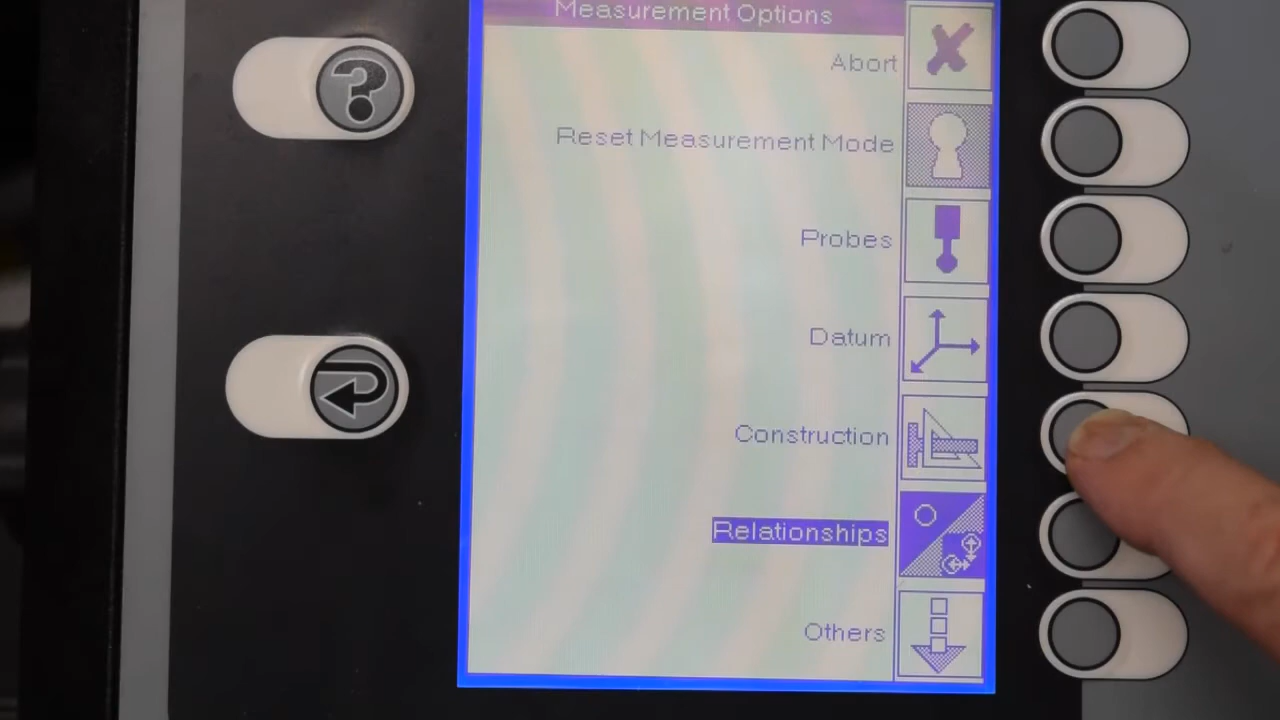 Measurement Options
Abort
Reset Measurement Mode
?
Probes
Datum
Construction
Relationships
Others